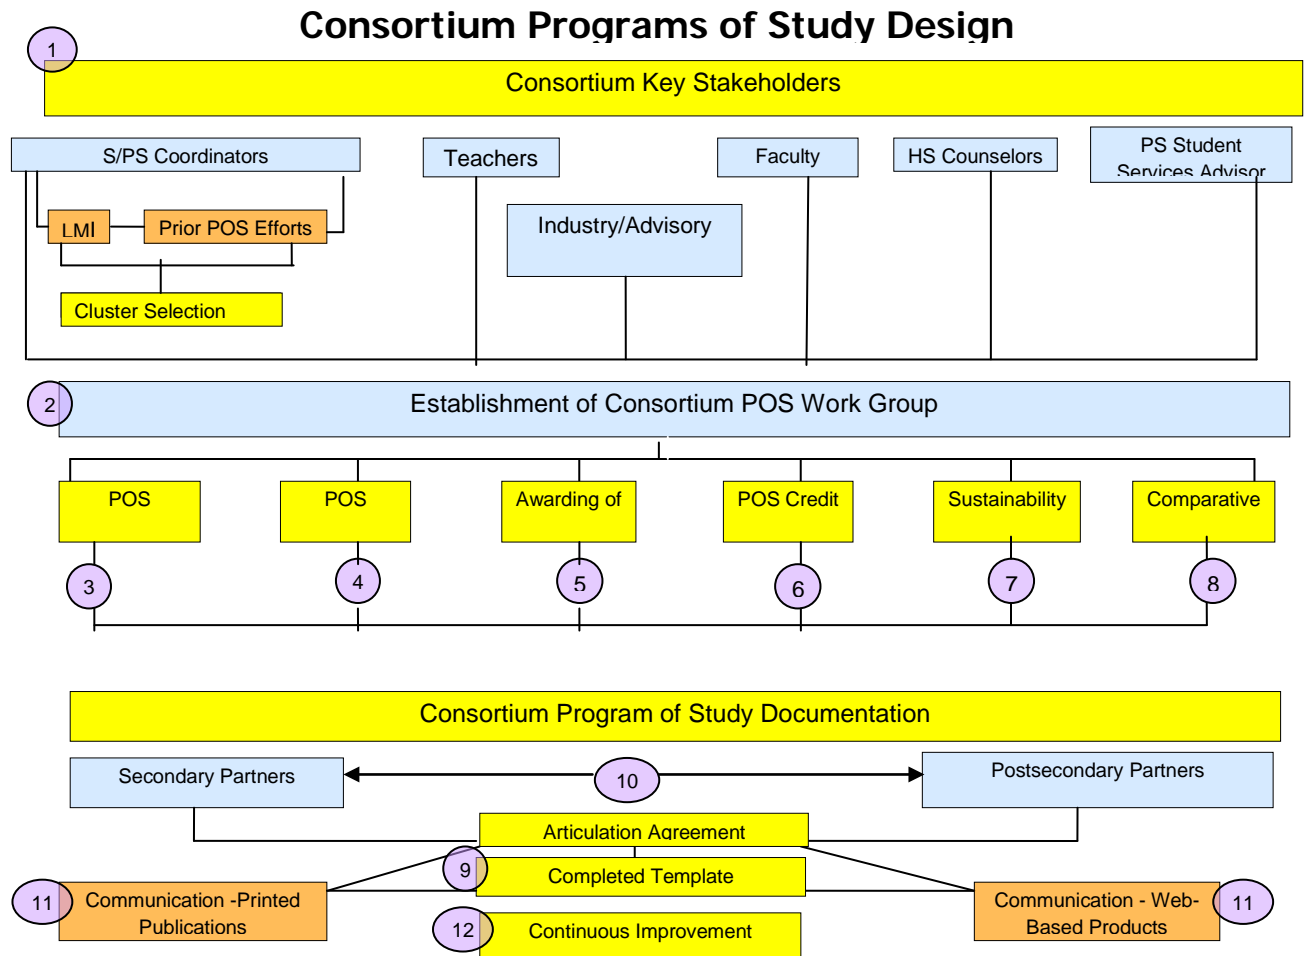 Consortium Programs of Study Design
1
Consortium Key Stakeholders
S/PS Coordinators
Teachers
Faculty
HS Counselors
PS Student
Services Advisor
Industry/Advisory
LMI
Prior POS Efforts
Cluster Selection
2
Establishment of Consortium POS Work Group
POS
POS
Awarding of
POS Credit
Sustainability
Comparative
3
4
5
6
7
8
Consortium Program of Study Documentation
Secondary Partners
10
Postsecondary Partners
Articulation Agreement
9
Completed Template
11
Communication -Printed
Publications
Communication - Web-
Based Products
11
12
Continuous Improvement